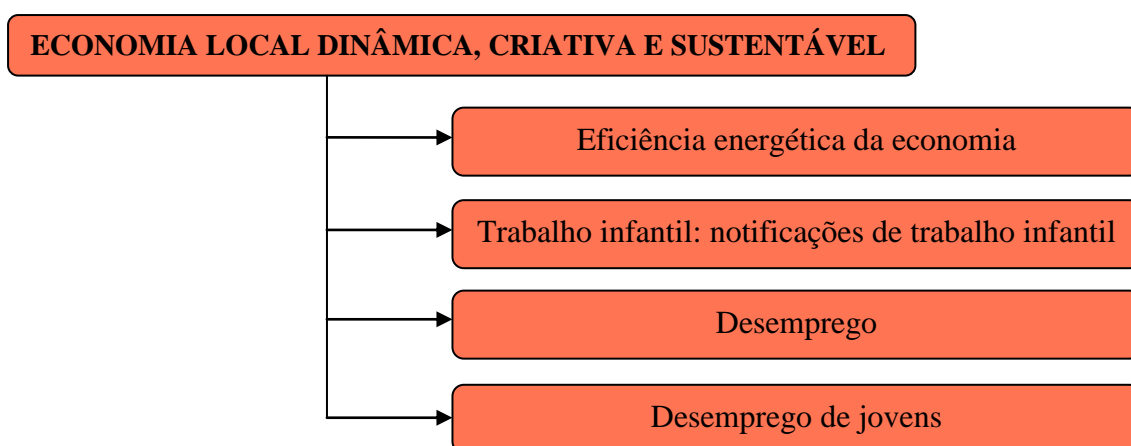 ECONOMIA LOCAL DINÂMICA, CRIATIVA E SUSTENTÁVEL
Eficiência energética da economia
Trabalho infantil: notificações de trabalho infantil
Desemprego
Desemprego de jovens